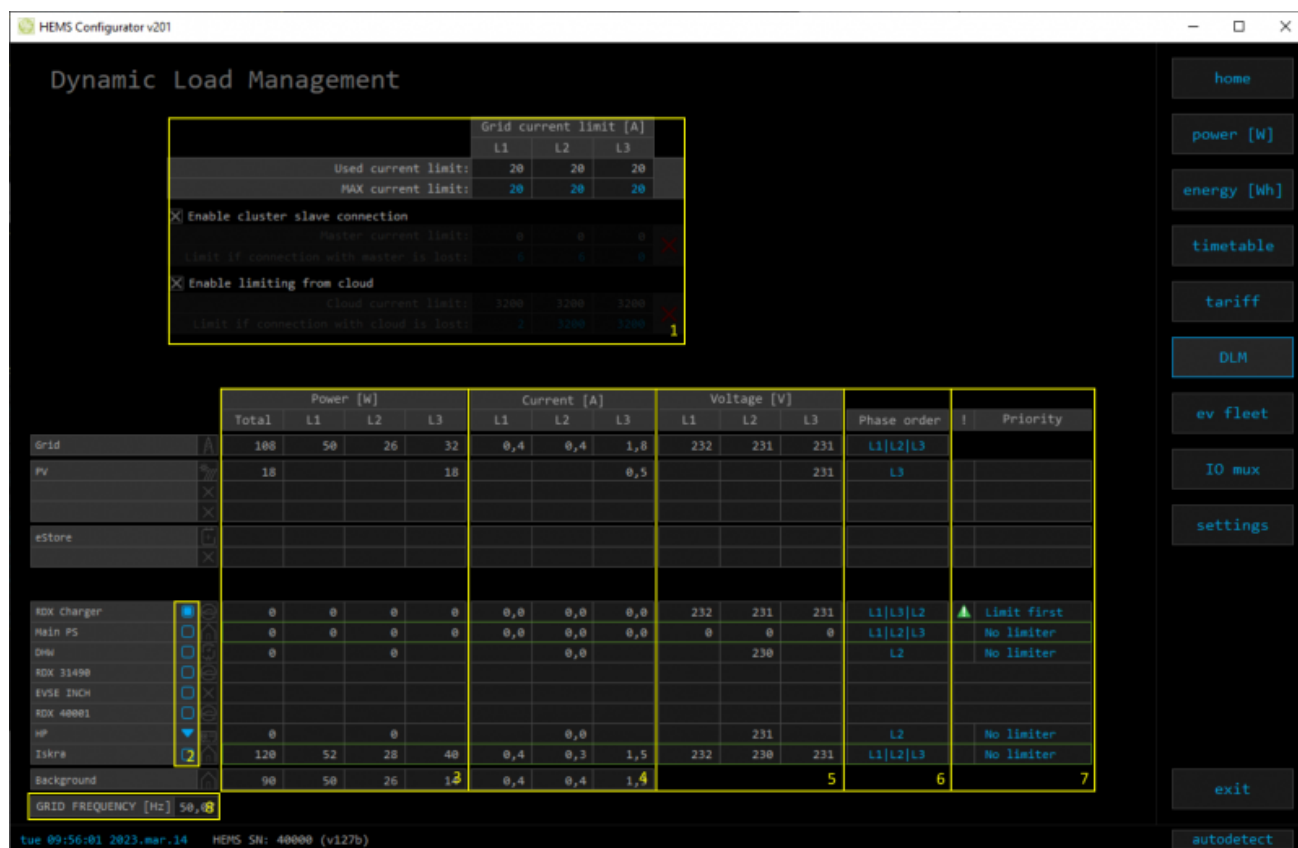 HEMS Configurator v201
Dynamic Load Management
home
power [W]
energy [Wh]
timetable
tariff
DLM
ev fleet
IO mux
settings
exit
autodetect
Grid current limit [A]
L1 L2 L3
Used current limit: 20 20 20
MAX current limit: 20 20 20
Enable cluster slave connection
Master current limit: 0 0 0
Limit if connection with master is lost: 6 6 0
Enable limiting from cloud
Cloud current limit: 3200 3200 3200
Limit if connection with cloud is lost: 2 3200 3200
1
Power [W] Current [A] Voltage [V]
Total L1 L2 L3 L1 L2 L3 L1 L2 L3 Phase order ! Priority
Grid 108 50 26 32 0,4 0,4 1,8 232 231 231 L1|L2|L3
PV 18 18 0,5 231 L3
eStore
RDX Charger 0 0 0 0 0,0 0,0 0,0 232 231 231 L1|L3|L2 Limit first
Main PS 0 0 0 0 0,0 0,0 0,0 0 0 0 L1|L2|L3 No limiter
DHW 0 0 0,0 230 L2 No limiter
RDX 31490
EVSE INCH
RDX 40001
HP 0 0 0,0 231 L2 No limiter
Iskra 2 120 52 28 40 0,4 0,3 1,5 232 230 231 L1|L2|L3 No limiter
Background 90 50 26 3 0,4 0,4 4 5 6 7
GRID FREQUENCY [Hz] 50, 8
tue 09:56:01 2023.mar.14 HEMS SN: 40000 (v127b)